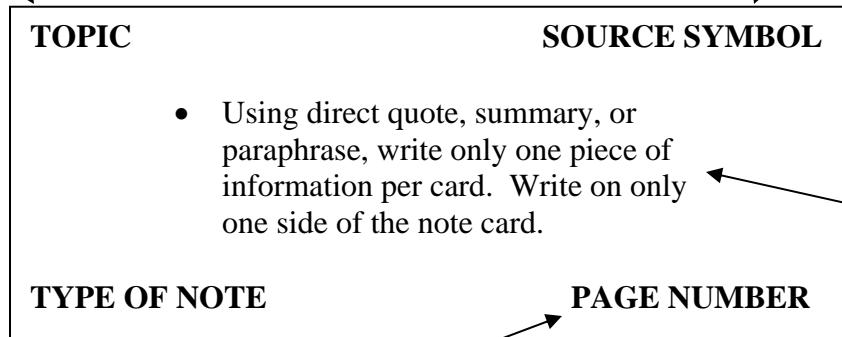 TOPIC SOURCE SYMBOL
• Using direct quote, summary, or
paraphrase, write only one piece of
information per card.  Write on only
one side of the note card.
TYPE OF NOTE PAGE NUMBER